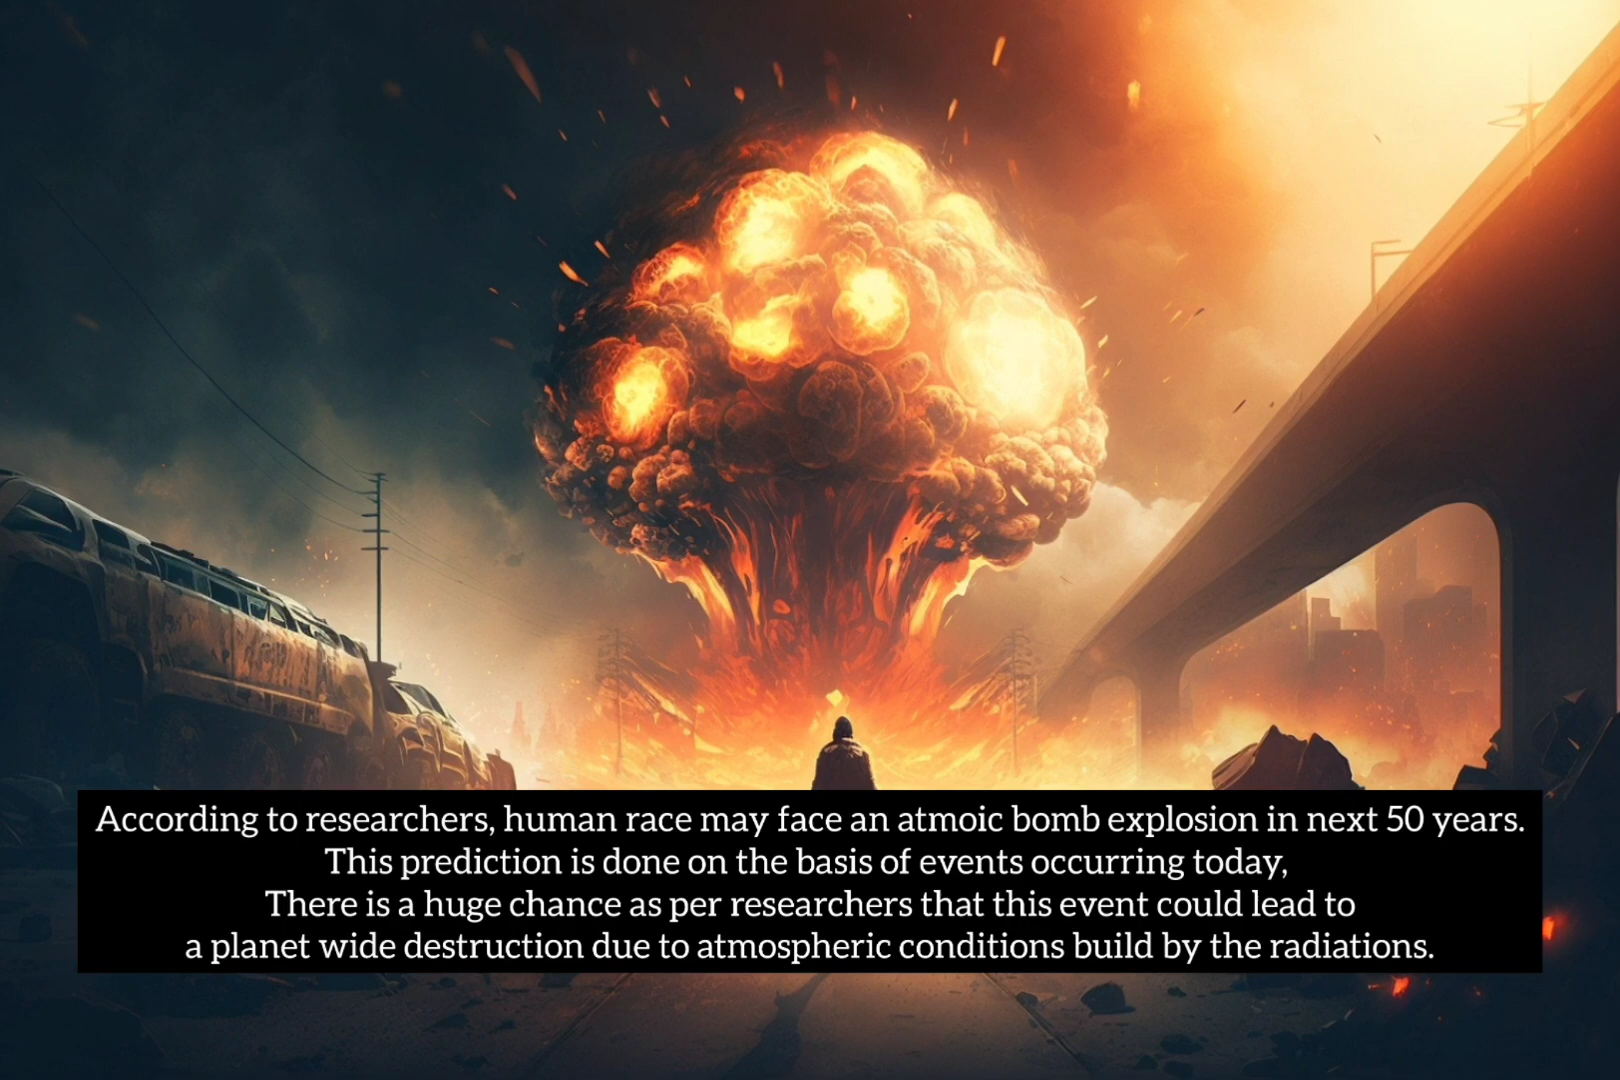 According to researchers, human race may face an atmoic bomb explosion in next 50 years.
This prediction is done on the basis of events occurring today,
There is a huge chance as per researchers that this event could lead to
a planet wide destruction due to atmospheric conditions build by the radiations.